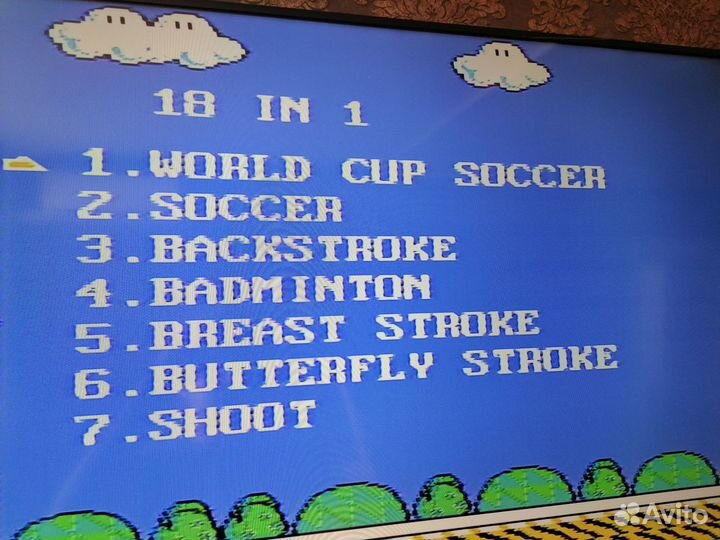 18 IN 1
1.WORLD CUP SOCCER
2.SOCCER
3.BACKSTROKE
4.BADMINTON
5.BREAST STROKE
6.BUTTERFLY STROKE
7.SHOOT
Avito